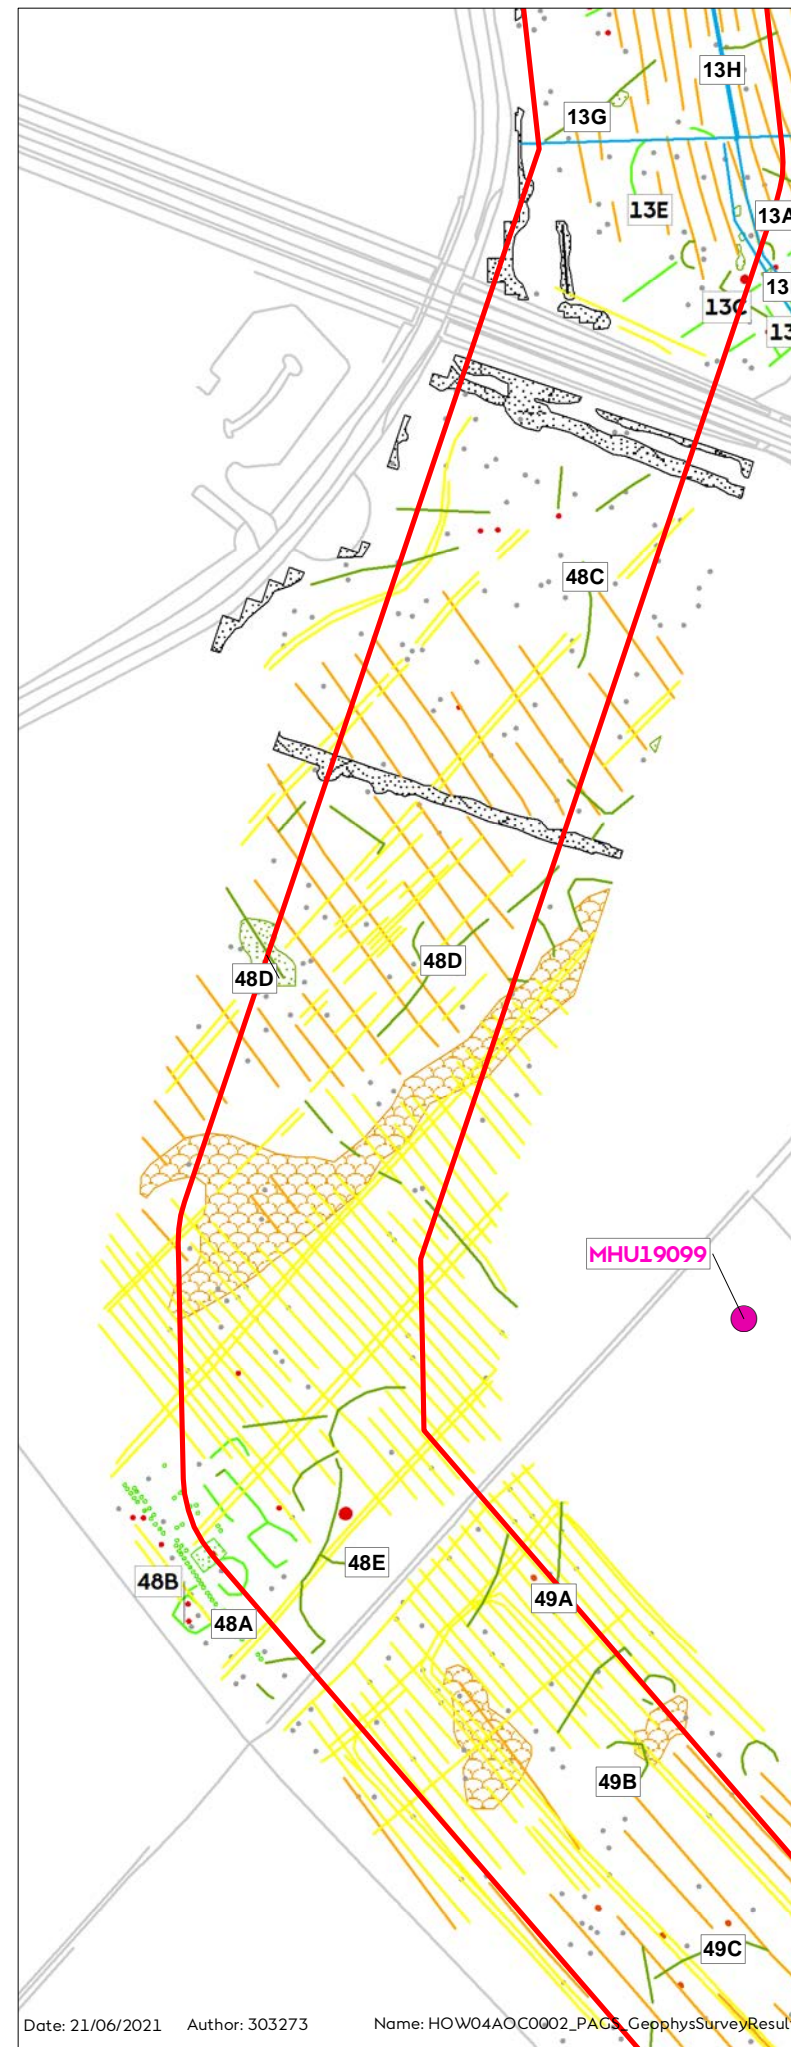 13H
13G
13E
13A
13
13C
13
48C
48D
48D
MHU19099
48E
48B
49A
48A
49B
49C
Date: 21/06/2021 Author: 303273 Name: HOW04AOC0002_PAGS_GeophysSurveyResul